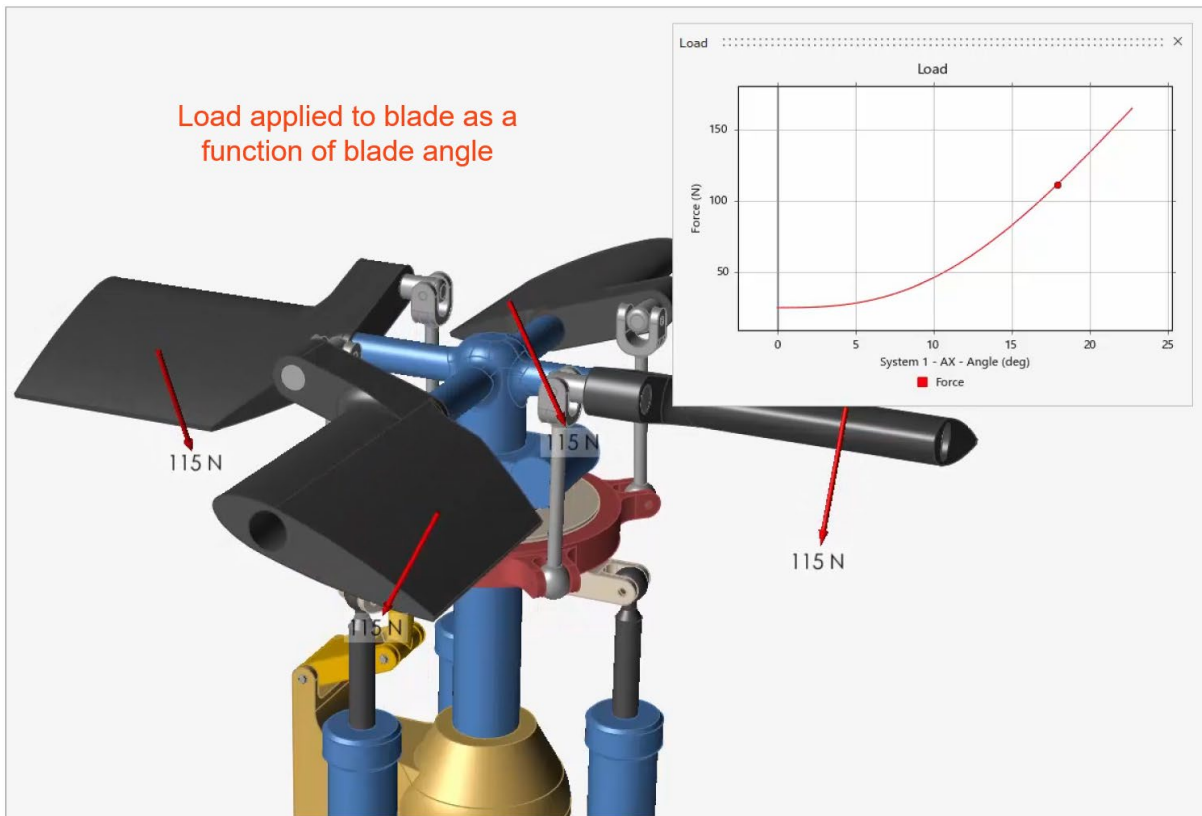 Load applied to blade as a
function of blade angle
Load
×
Load
Force (N)
150
100
50
0
5
10
15
20
25
System 1 - AX - Angle (deg)
Force
115 N
115 N
115 N
115 N